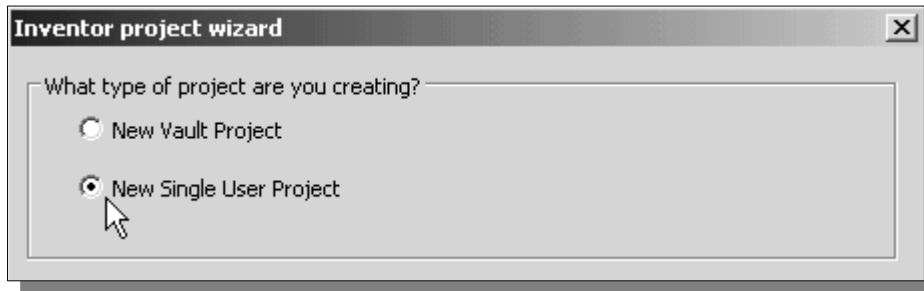 Inventor project wizard
What type of project are you creating?
New Vault Project
New Single User Project